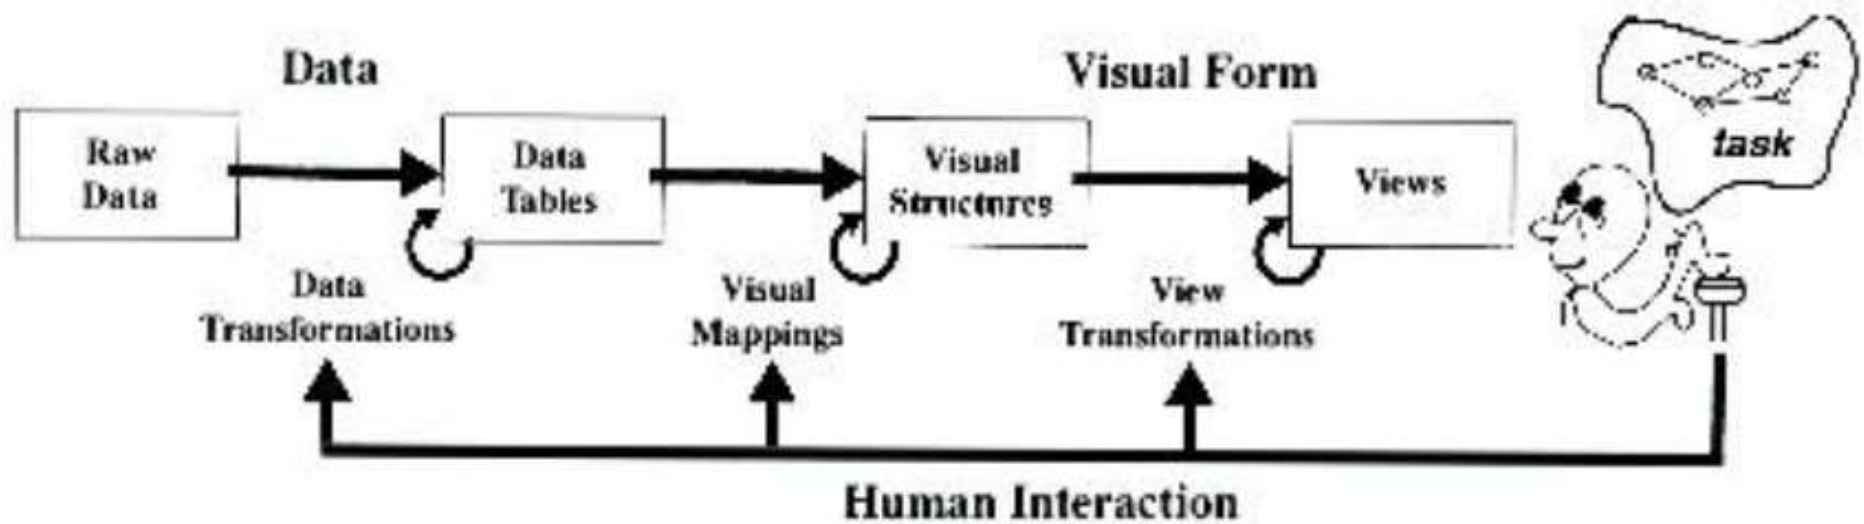 Data
Visual Form
Raw
Data
Data
Tables
Visual
Structures
Views
task
Data
Transformations
Visual
Mappings
View
Transformations
Human Interaction